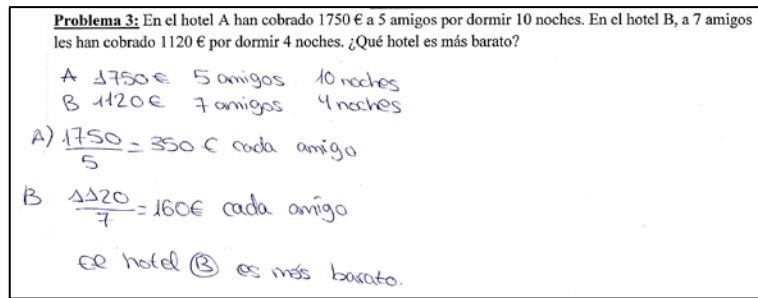 Problema 3: En el hotel A han cobrado 1750 € a 5 amigos por dormir 10 noches. En el hotel B, a 7 amigos
les han cobrado 1120 € por dormir 4 noches. ¿Qué hotel es más barato?
A 1750€ 5 amigos 10 noches
B 1120€ 7 amigos 4 noches
A) 1750/5 = 350 € cada amigo
B 1120/7 = 160€ cada amigo
el hotel B es más barato.